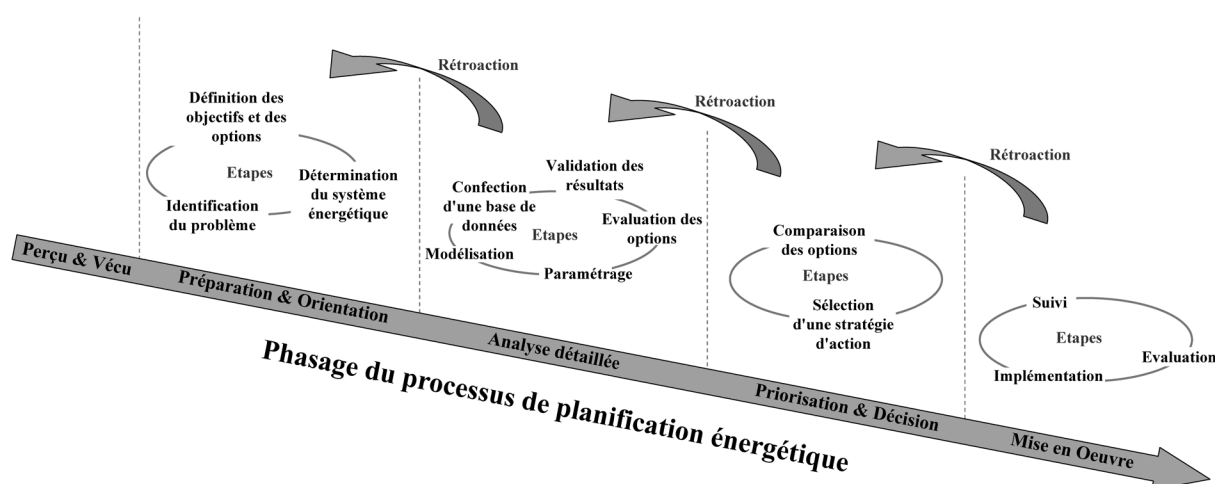 Rétroaction
Définition des
objectifs et des
options
Etapes
Détermination
du système
énergétique
Identification
du problème
Rétroaction
Validation des
résultats
Confection
d'une base de
données
Evaluation des
options
Etapes
Modélisation
Paramétrage
Rétroaction
Comparaison
des options
Etapes
Sélection
d'une stratégie
d'action
Suivi
Etapes
Evaluation
Implémentation
Perçu & Vécu
Préparation & Orientation
Analyse détaillée
Priorisation & Décision
Mise en Oeuvre
Phasage du processus de planification énergétique